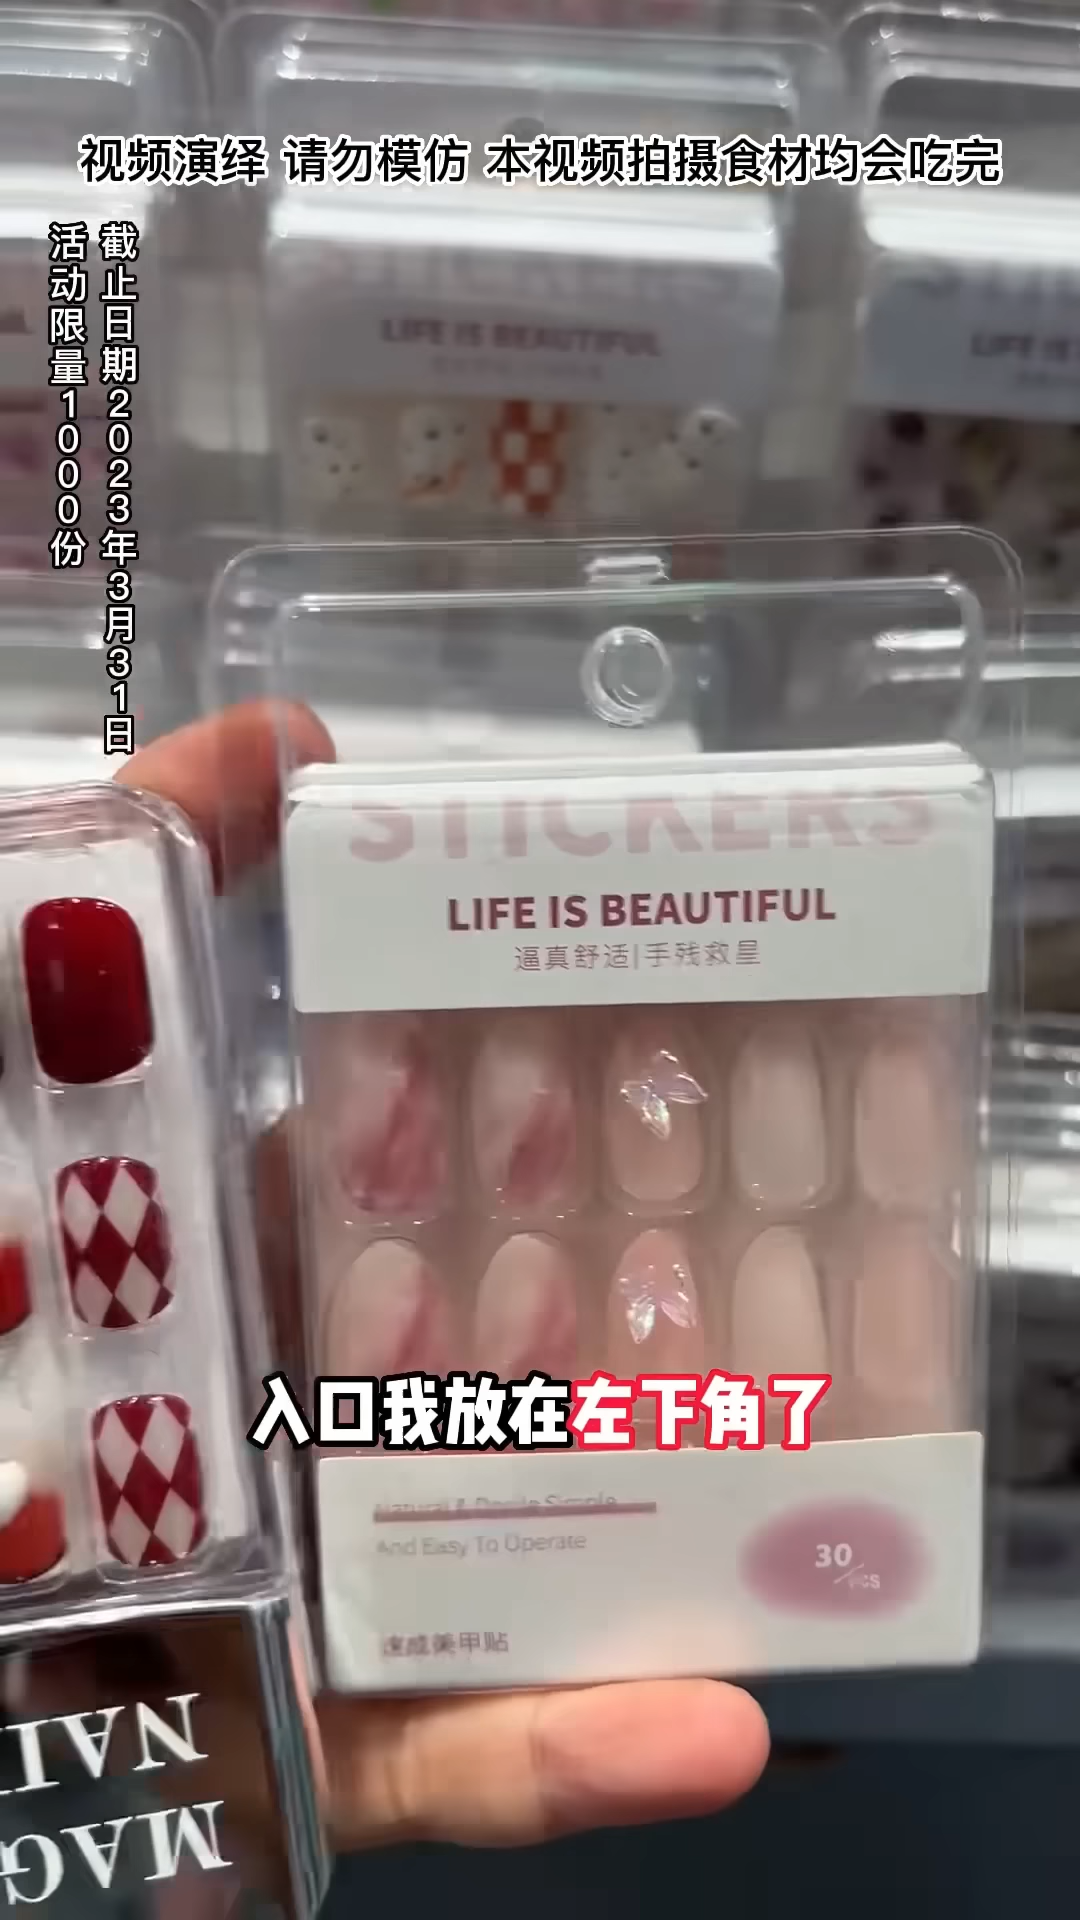 视频演绎 请勿模仿 本视频拍摄食材均会吃完
截止日期2023年3月31日
活动限量1000份
LIFE IS BEAUTIFUL
LIFE IS
STICKERS
LIFE IS BEAUTIFUL
逼真舒适|手残救星
入口我放在左下角了
And Easy To Operate
30
PCS
速成美甲贴
NAI
MAG